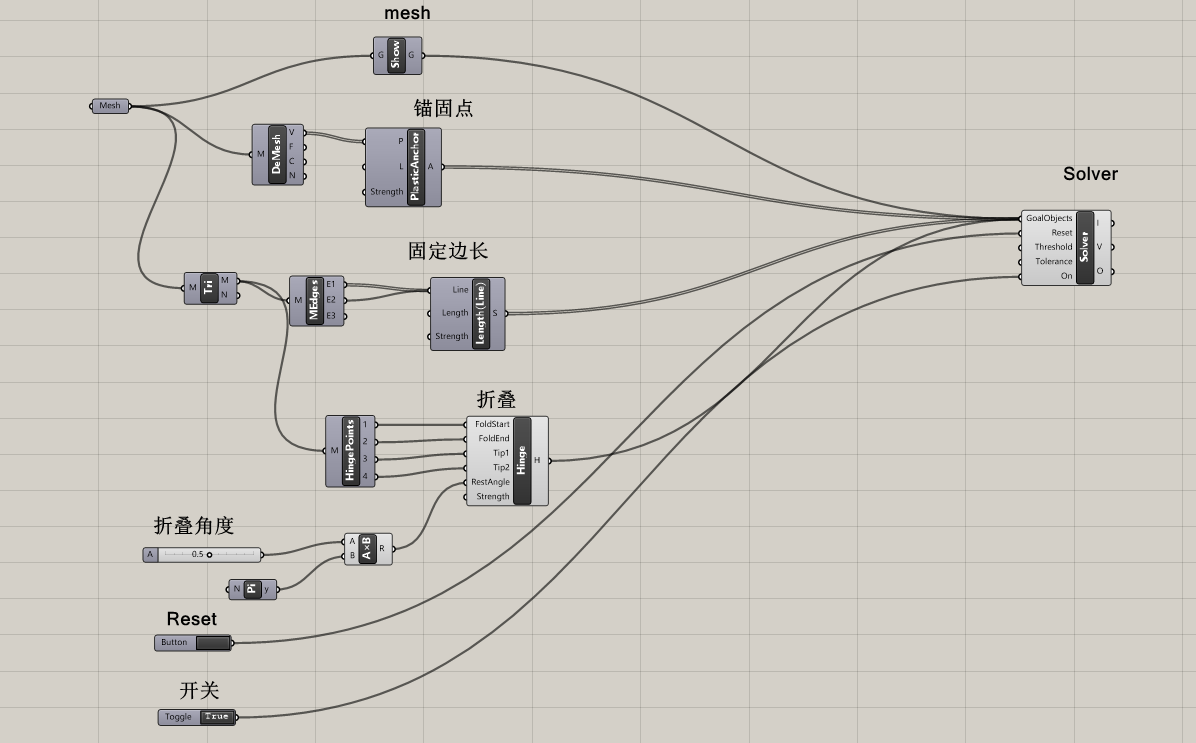 mesh
G Show G
Mesh
锚固点
M DeMesh V F C N
P L Strength PlasticAnchor A
Solver
GoalObjects Reset Threshold Tolerance On Solver I V O
固定边长
M Tri M N
M MEdges E1 E2 E3
Line Length Strength Length(Line) S
折叠
M HingePoints 1 2 3 4
FoldStart FoldEnd Tip1 Tip2 RestAngle Strength Hinge H
折叠角度
A 0.5
A B A×B R
N Pi y
Reset
Button
开关
Toggle True